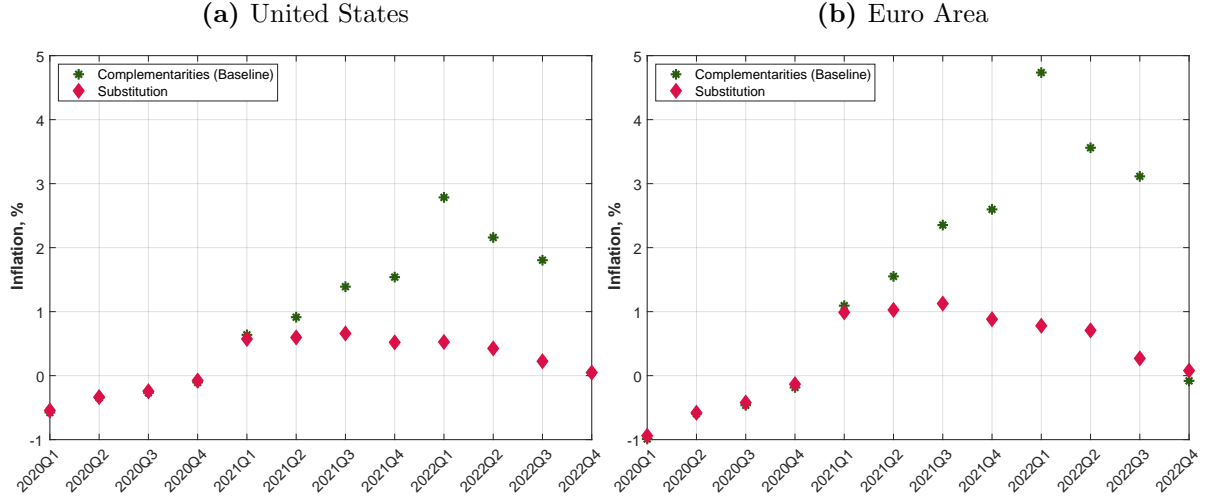 (a) United States
Inflation, %
5
4
3
2
1
0
-1
Complementarities (Baseline)
Substitution
2020Q1
2020Q2
2020Q3
2020Q4
2021Q1
2021Q2
2021Q3
2021Q4
2022Q1
2022Q2
2022Q3
2022Q4
(b) Euro Area
Inflation, %
5
4
3
2
1
0
-1
Complementarities (Baseline)
Substitution
2020Q1
2020Q2
2020Q3
2020Q4
2021Q1
2021Q2
2021Q3
2021Q4
2022Q1
2022Q2
2022Q3
2022Q4